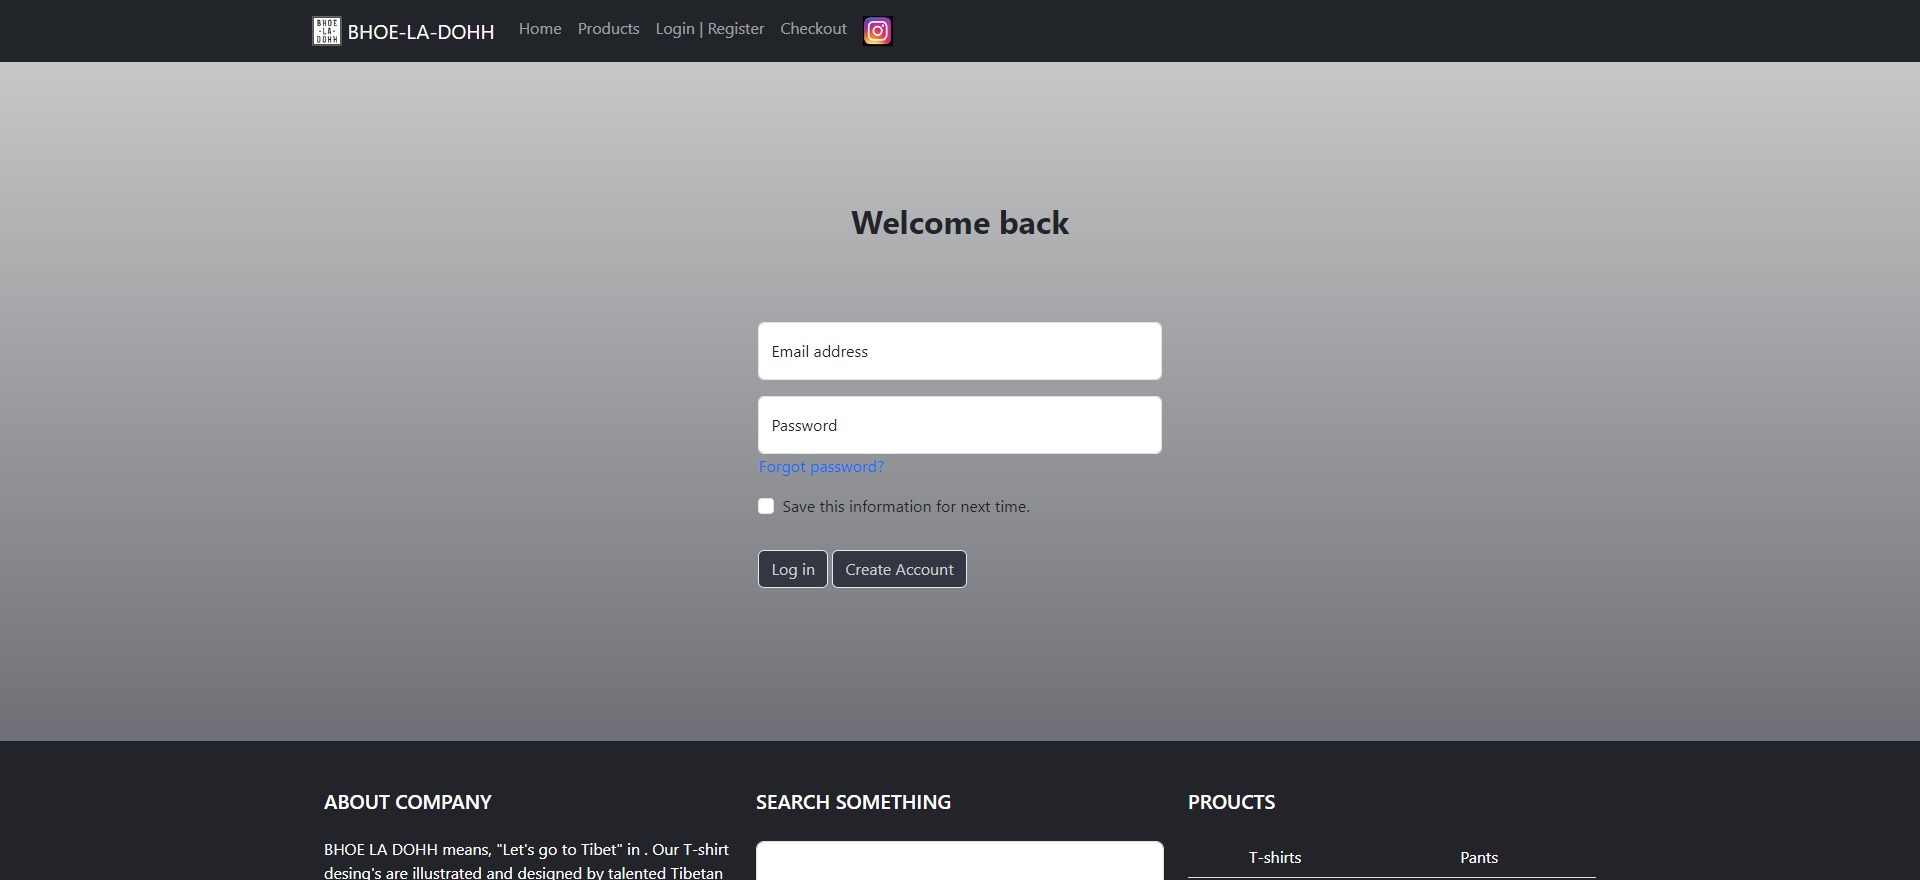 BHOE
-LA-
DOHH
BHOE-LA-DOHH
Home
Products
Login | Register
Checkout
Welcome back
Email address
Password
Forgot password?
Save this information for next time.
Log in
Create Account
ABOUT COMPANY
BHOE LA DOHH means, "Let's go to Tibet" in . Our T-shirt
desing's are illustrated and designed by talented Tibetan
SEARCH SOMETHING
PROUCTS
T-shirts
Pants